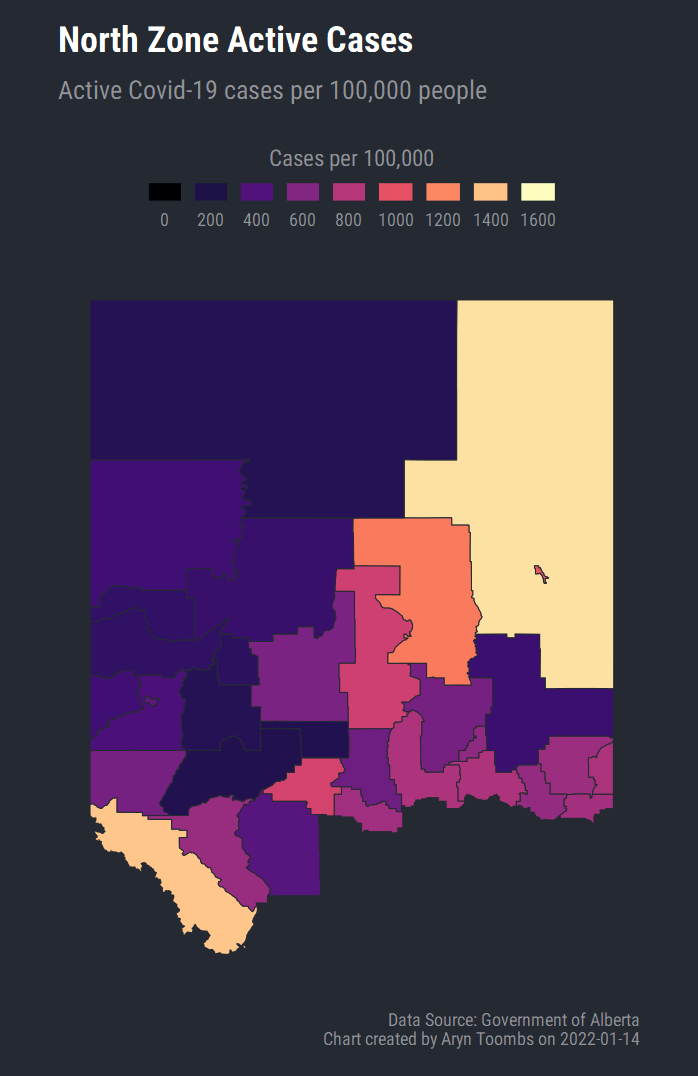 North Zone Active Cases
Active Covid-19 cases per 100,000 people
Cases per 100,000
0 200 400 600 800 1000 1200 1400 1600
Data Source: Government of Alberta
Chart created by Aryn Toombs on 2022-01-14